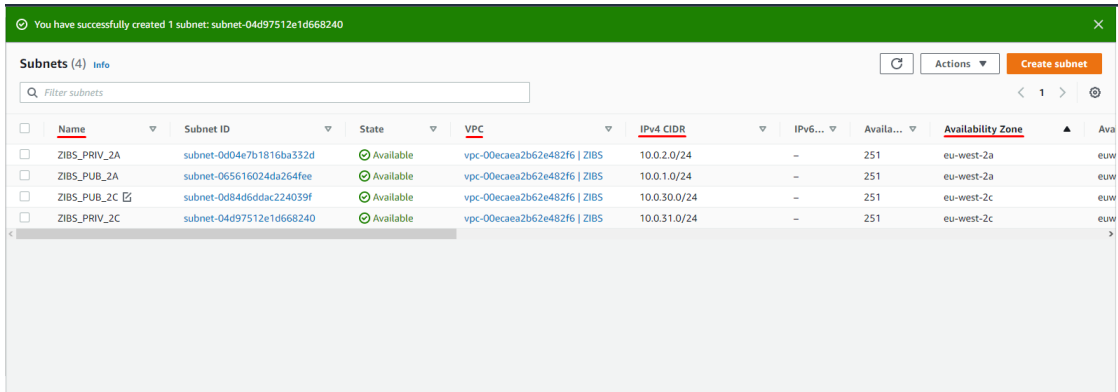 You have successfully created 1 subnet: subnet-04d97512e1d668240
Subnets (4) Info
Actions
Create subnet
Filter subnets
1
Name Subnet ID State VPC IPv4 CIDR IPv6... Availa... Availability Zone Ava
ZIBS_PRIV_2A subnet-0d04e7b1816ba332d Available vpc-00ecaea2b62e482f6 | ZIBS 10.0.2.0/24 – 251 eu-west-2a euw
ZIBS_PUB_2A subnet-065616024da264fee Available vpc-00ecaea2b62e482f6 | ZIBS 10.0.1.0/24 – 251 eu-west-2a euw
ZIBS_PUB_2C subnet-0d84d6ddac224039f Available vpc-00ecaea2b62e482f6 | ZIBS 10.0.30.0/24 – 251 eu-west-2c euw
ZIBS_PRIV_2C subnet-04d97512e1d668240 Available vpc-00ecaea2b62e482f6 | ZIBS 10.0.31.0/24 – 251 eu-west-2c euw